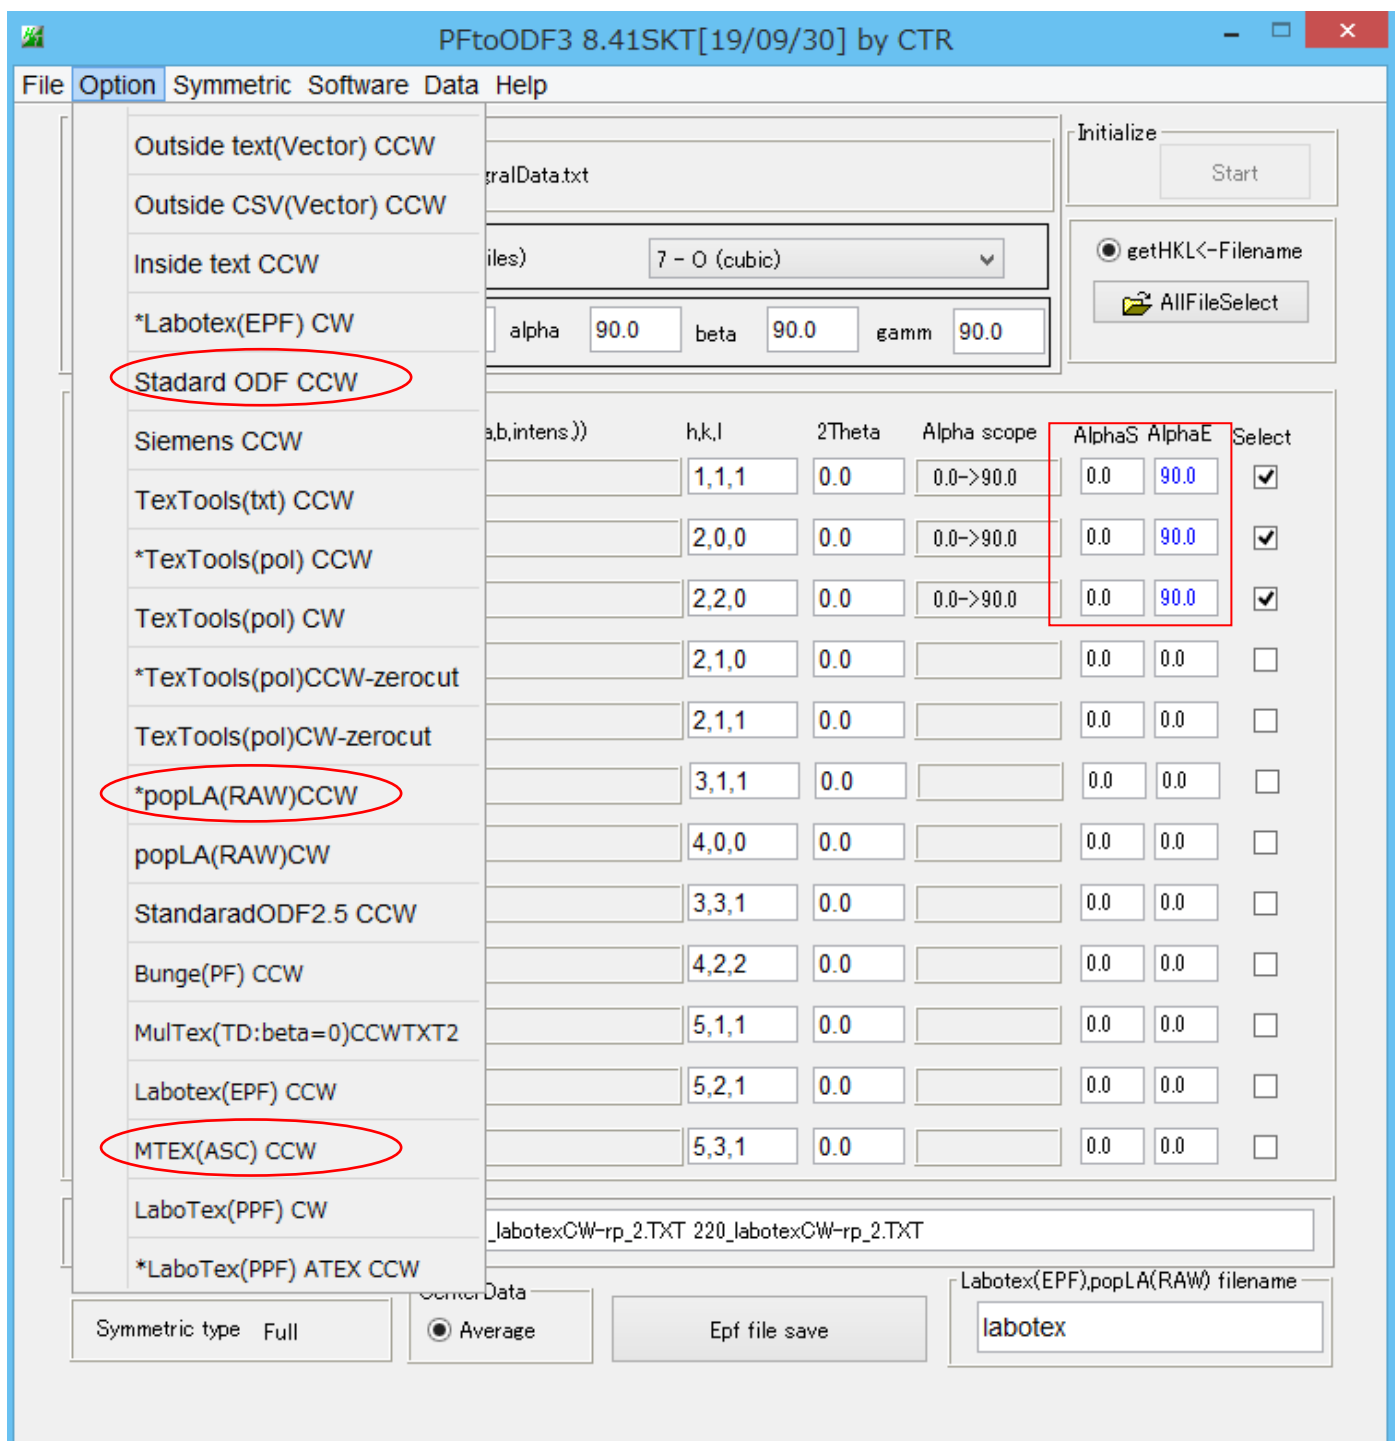 PFtoODF3 8.41SKT[19/09/30] by CTR
File Option Symmetric Software Data Help
Outside text(Vector) CCW
Outside CSV(Vector) CCW
Inside text CCW
*Labotex(EPF) CW
Stadard ODF CCW
Siemens CCW
TexTools(txt) CCW
*TexTools(pol) CCW
TexTools(pol) CW
*TexTools(pol)CCW-zerocut
TexTools(pol)CW-zerocut
*popLA(RAW)CCW
popLA(RAW)CW
StandaradODF2.5 CCW
Bunge(PF) CCW
MulTex(TD:beta=0)CCWTXT2
Labotex(EPF) CCW
MTEX(ASC) CCW
LaboTex(PPF) CW
*LaboTex(PPF) ATEX CCW
gralData.txt
Initialize
Start
iles) 7 - O (cubic)
getHKL<-Filename
AllFileSelect
alpha 90.0 beta 90.0 gamm 90.0
a,b,intens.)) h,k,l 2Theta Alpha scope AlphaS AlphaE Select
1,1,1 0.0 0.0->90.0 0.0 90.0
2,0,0 0.0 0.0->90.0 0.0 90.0
2,2,0 0.0 0.0->90.0 0.0 90.0
2,1,0 0.0 0.0 0.0
2,1,1 0.0 0.0 0.0
3,1,1 0.0 0.0 0.0
4,0,0 0.0 0.0 0.0
3,3,1 0.0 0.0 0.0
4,2,2 0.0 0.0 0.0
5,1,1 0.0 0.0 0.0
5,2,1 0.0 0.0 0.0
5,3,1 0.0 0.0 0.0
_labotexCW-rp_2.TXT 220_labotexCW-rp_2.TXT
Symmetric type Full
CenterData
Average
Epf file save
Labotex(EPF),popLA(RAW) filename
labotex